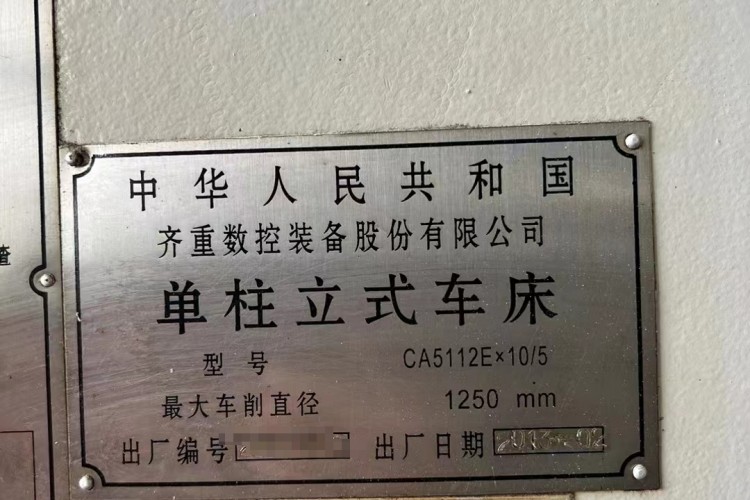 中华人民共和国
齐重数控装备股份有限公司
单柱立式车床
型号 CA5112E×10/5
最大车削直径 1250 mm
出厂编号 出厂日期